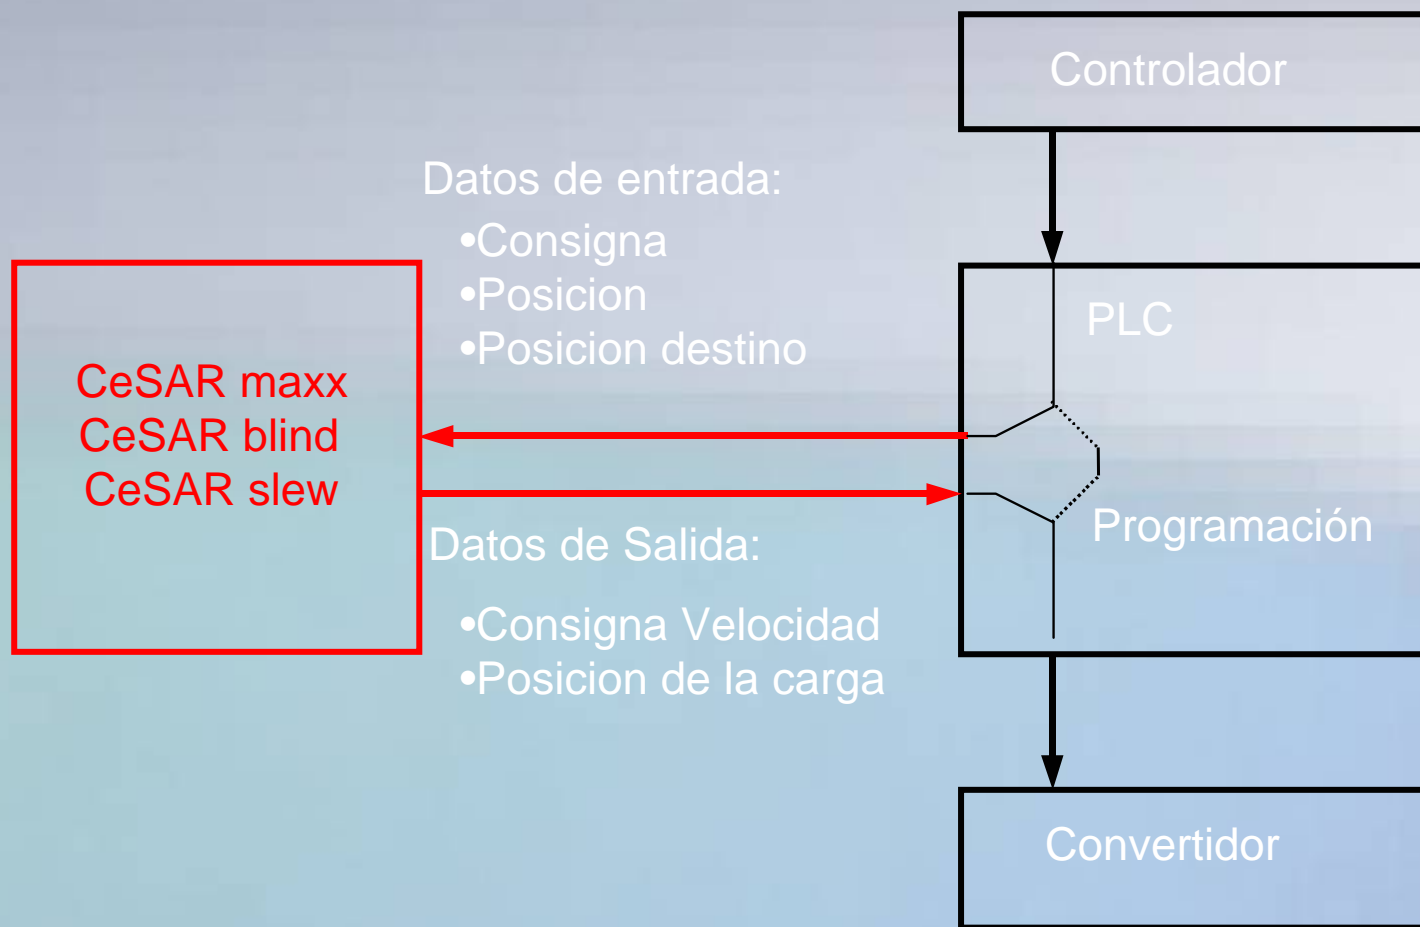 Controlador
Datos de entrada:
•Consigna
•Posicion
•Posicion destino
PLC
CeSAR maxx
CeSAR blind
CeSAR slew
Programación
Datos de Salida:
•Consigna Velocidad
•Posicion de la carga
Convertidor